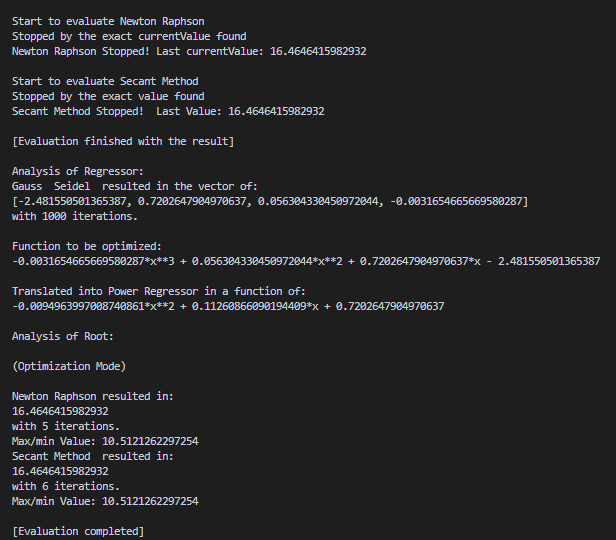 Start to evaluate Newton Raphson
Stopped by the exact currentValue found
Newton Raphson Stopped! Last currentValue: 16.4646415982932
Start to evaluate Secant Method
Stopped by the exact value found
Secant Method Stopped!  Last Value: 16.4646415982932
[Evaluation finished with the result]
Analysis of Regressor:
Gauss  Seidel  resulted in the vector of:
[-2.481550501365387, 0.7202647904970637, 0.056304330450972044, -0.0031654665669580287]
with 1000 iterations.
Function to be optimized:
-0.0031654665669580287*x**3 + 0.056304330450972044*x**2 + 0.7202647904970637*x - 2.481550501365387
Translated into Power Regressor in a function of:
-0.0094963997008740861*x**2 + 0.11260866090194409*x + 0.7202647904970637
Analysis of Root:
(Optimization Mode)
Newton Raphson resulted in:
16.4646415982932
with 5 iterations.
Max/min Value: 10.5121262297254
Secant Method  resulted in:
16.4646415982932
with 6 iterations.
Max/min Value: 10.5121262297254
[Evaluation completed]